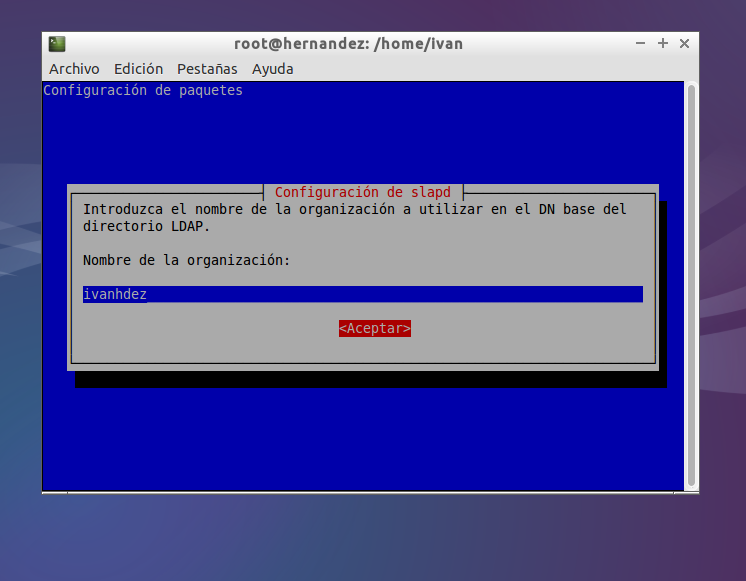 root@hernandez: /home/ivan
Archivo Edición Pestañas Ayuda
Configuración de paquetes
Configuración de slapd
Introduzca el nombre de la organización a utilizar en el DN base del
directorio LDAP.
Nombre de la organización:
ivanhdez
<Aceptar>